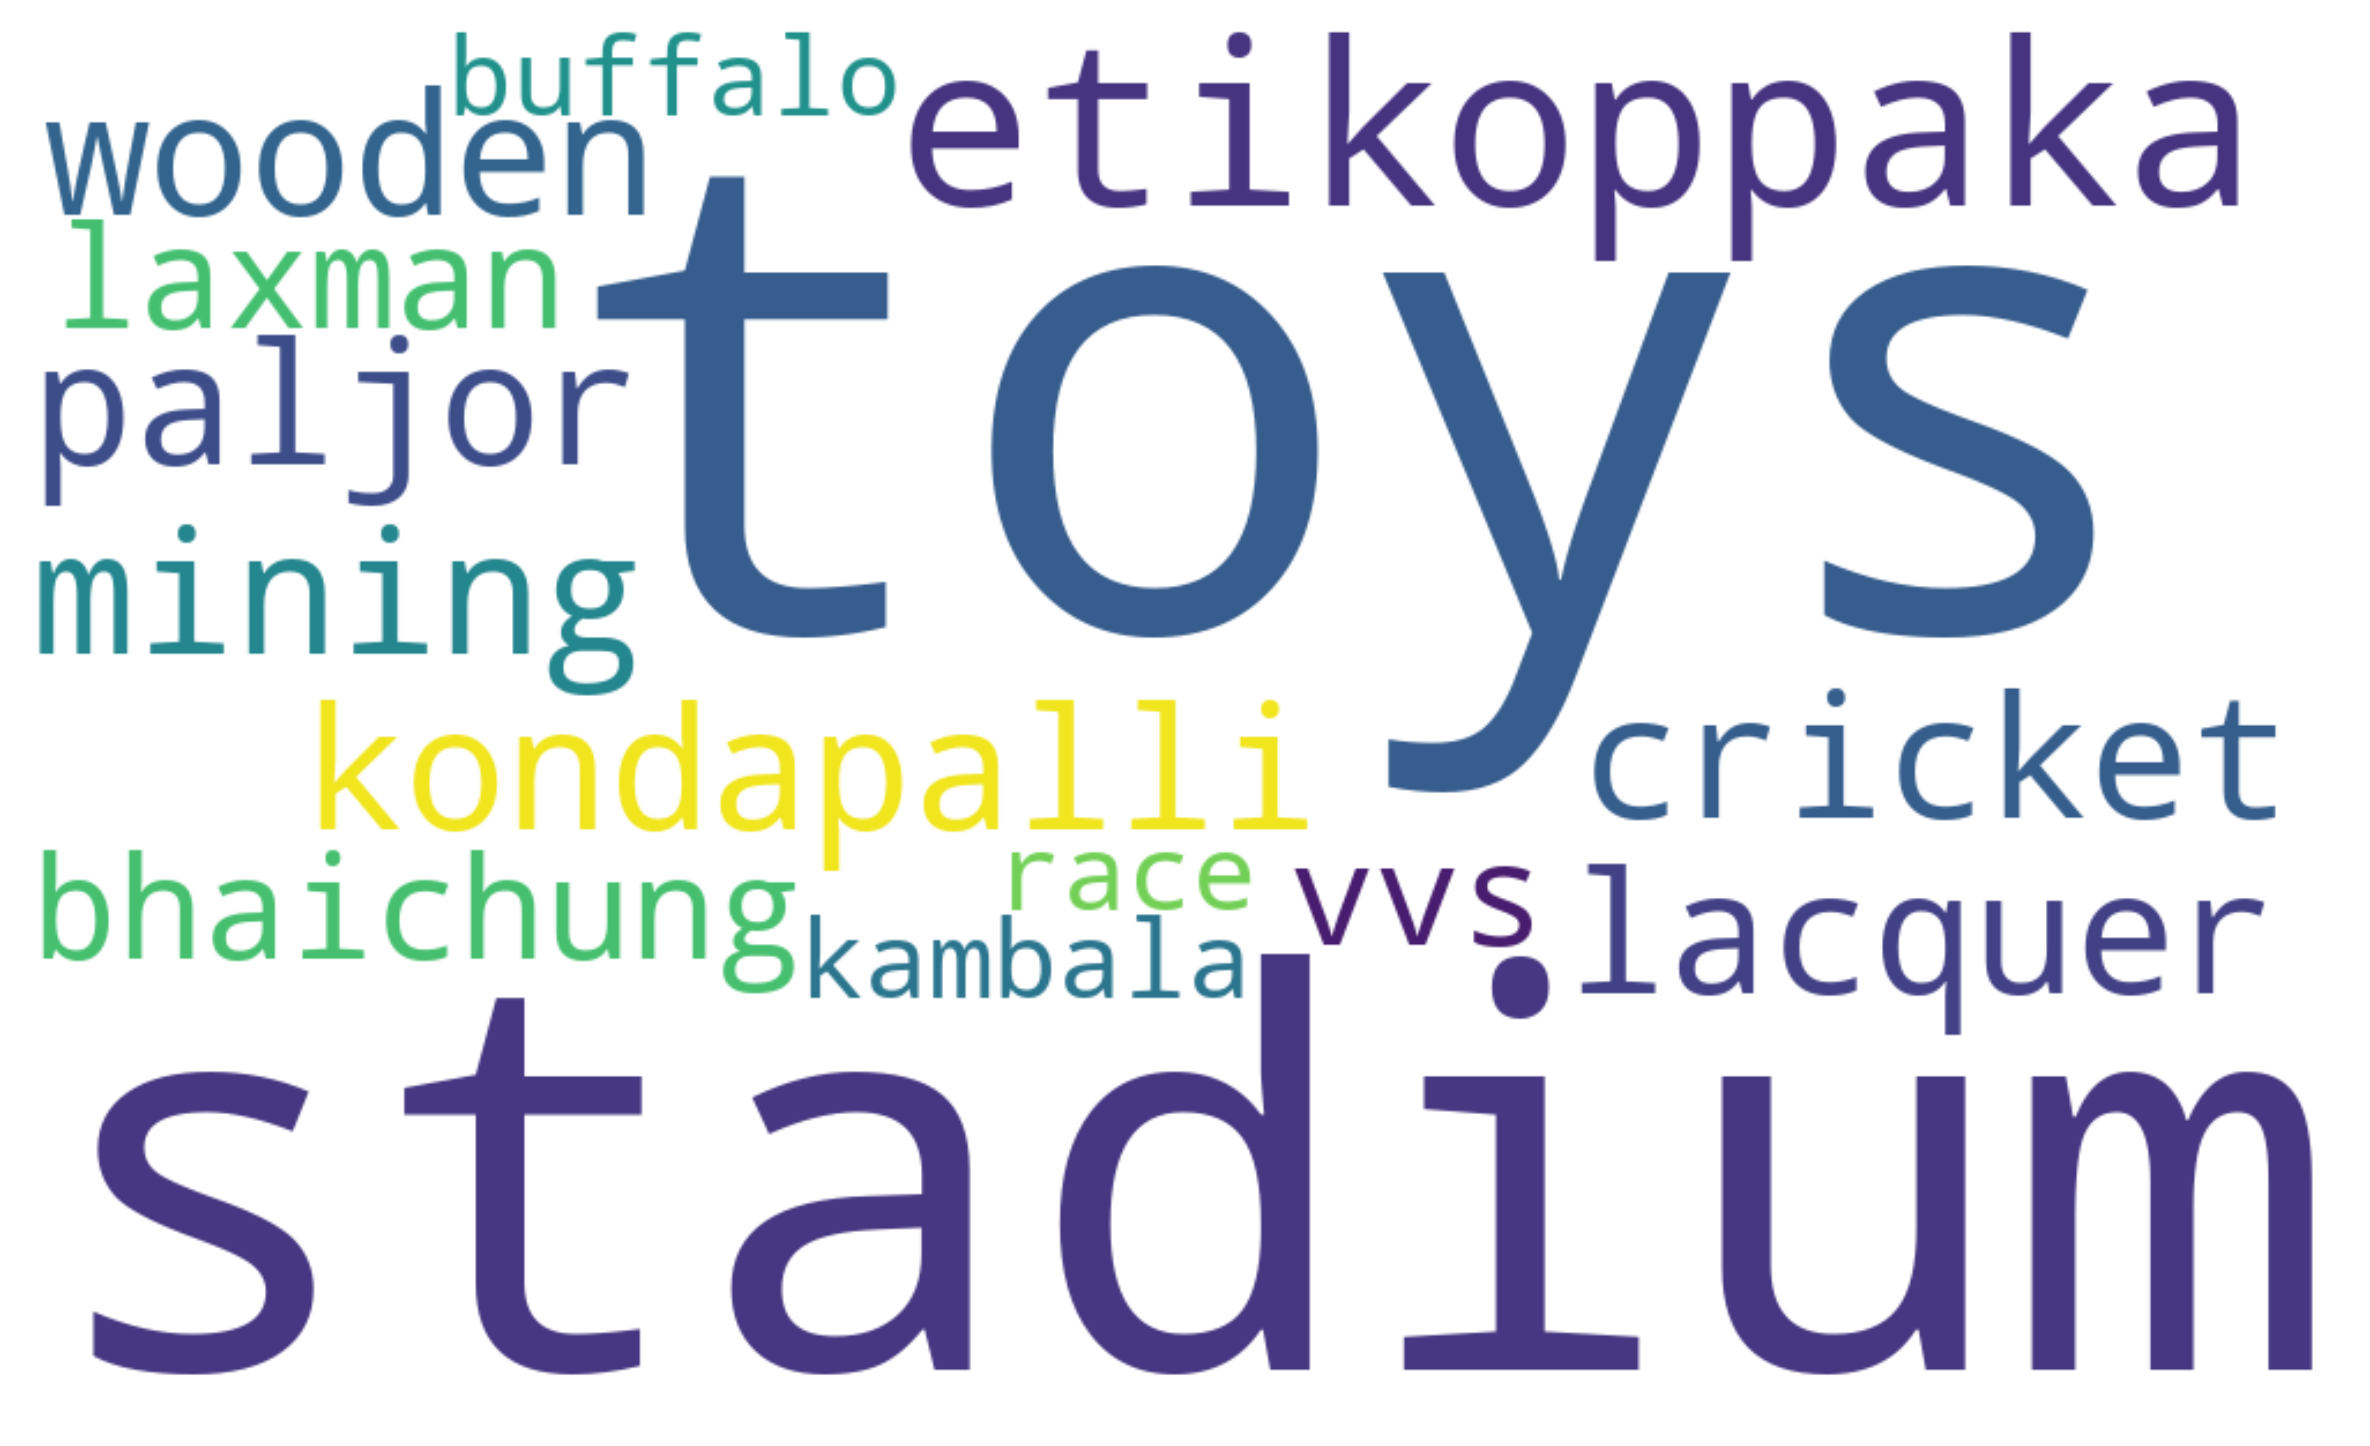 buffalo
etikoppaka
wooden
toys
laxman
paljor
mining
kondapalli
cricket
bhaichung
race
vvs
lacquer
kambala
stadium